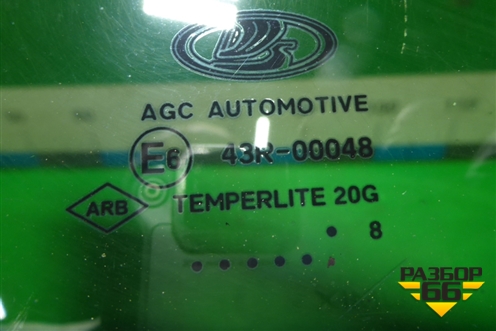 AGC AUTOMOTIVE
E6 43R-00048
ARB TEMPERLITE 20G
8
РАЗБОР
66